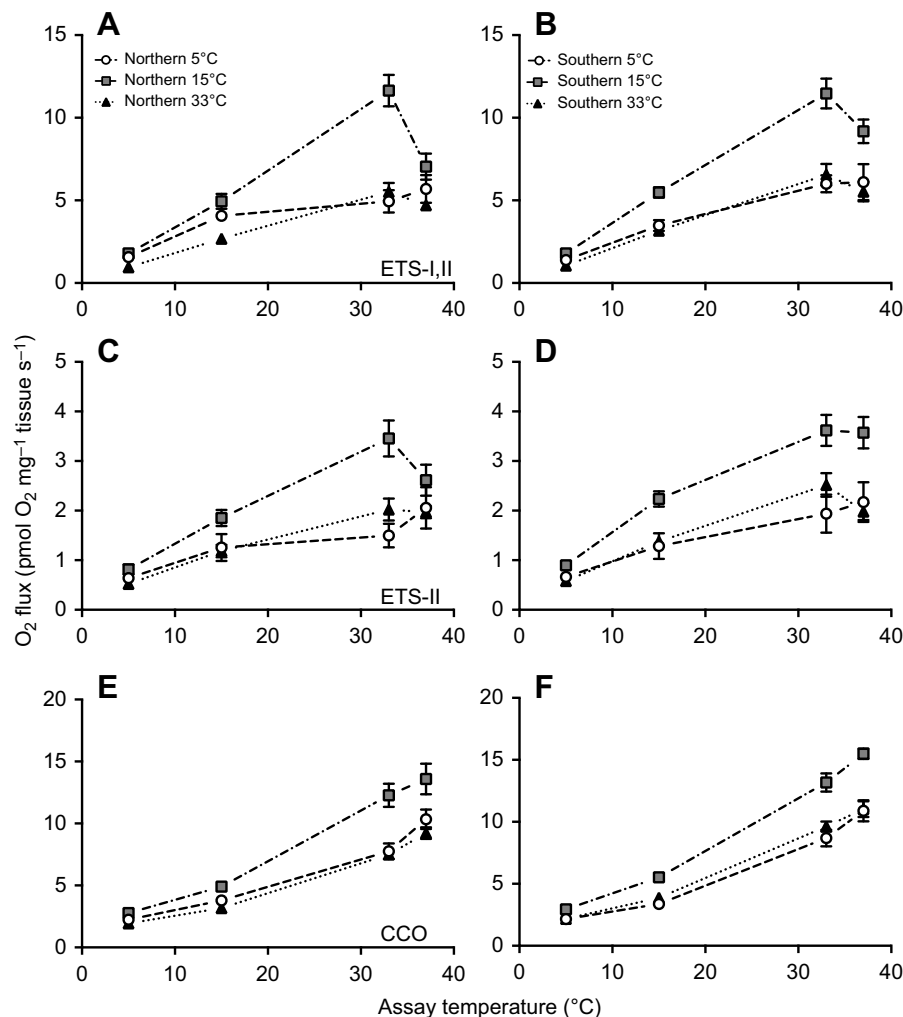 A
Northern 5°C
Northern 15°C
Northern 33°C
15
10
5
0
0 10 20 30 40
ETS-I,II
B
Southern 5°C
Southern 15°C
Southern 33°C
15
10
5
0
0 10 20 30 40
C
5
4
3
2
1
0
0 10 20 30 40
ETS-II
D
5
4
3
2
1
0
0 10 20 30 40
O₂ flux (pmol O₂ mg⁻¹ tissue s⁻¹)
E
20
15
10
5
0
0 10 20 30 40
CCO
F
20
15
10
5
0
0 10 20 30 40
Assay temperature (°C)